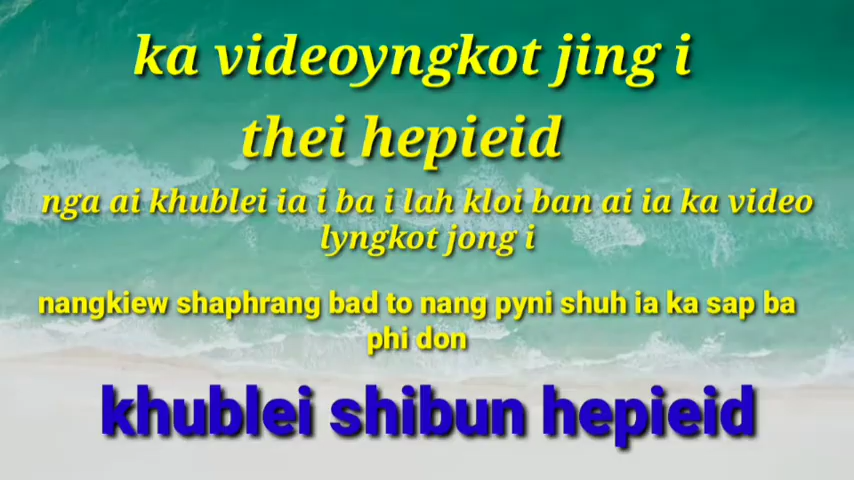 ka videoyngkot jing i
thei hepieid
nga ai khublei ia i ba i lah kloi ban ai ia ka video
lyngkot jong i
nangkiew shaphrang bad to nang pyni shuh ia ka sap ba
phi don
khublei shibun hepieid